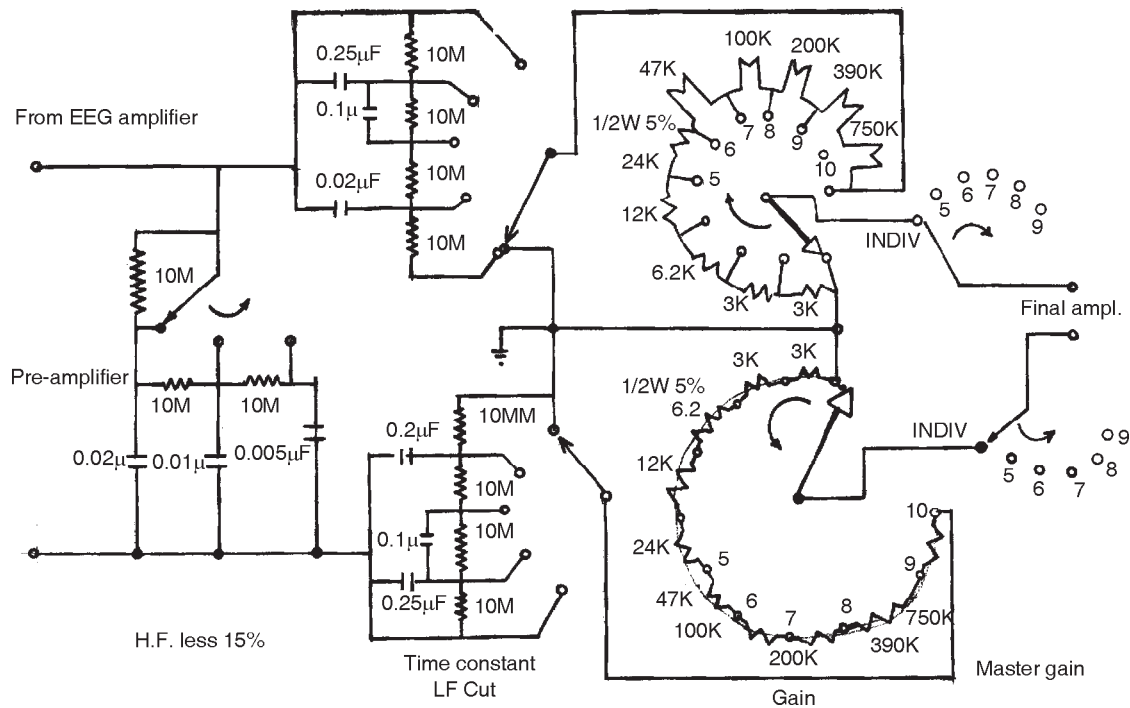 From EEG amplifier
0.25μF
10M
0.1μ
10M
10M
0.02μF
10M
10M
Pre-amplifier
10M
10M
0.02μ
0.01μ
0.005μF
H.F. less 15%
10MM
0.2μF
10M
0.1μ
10M
0.25μF
10M
Time constant
LF Cut
100K
200K
47K
390K
1/2W 5%
750K
7
8
9
6
10
24K
5
12K
6.2K
3K
3K
INDIV
5
6
7
8
9
Final ampl.
3K
3K
1/2W 5%
6.2
12K
24K
5
47K
6
100K
7
200K
8
390K
9
750K
10
INDIV
5
6
7
8
9
Master gain
Gain